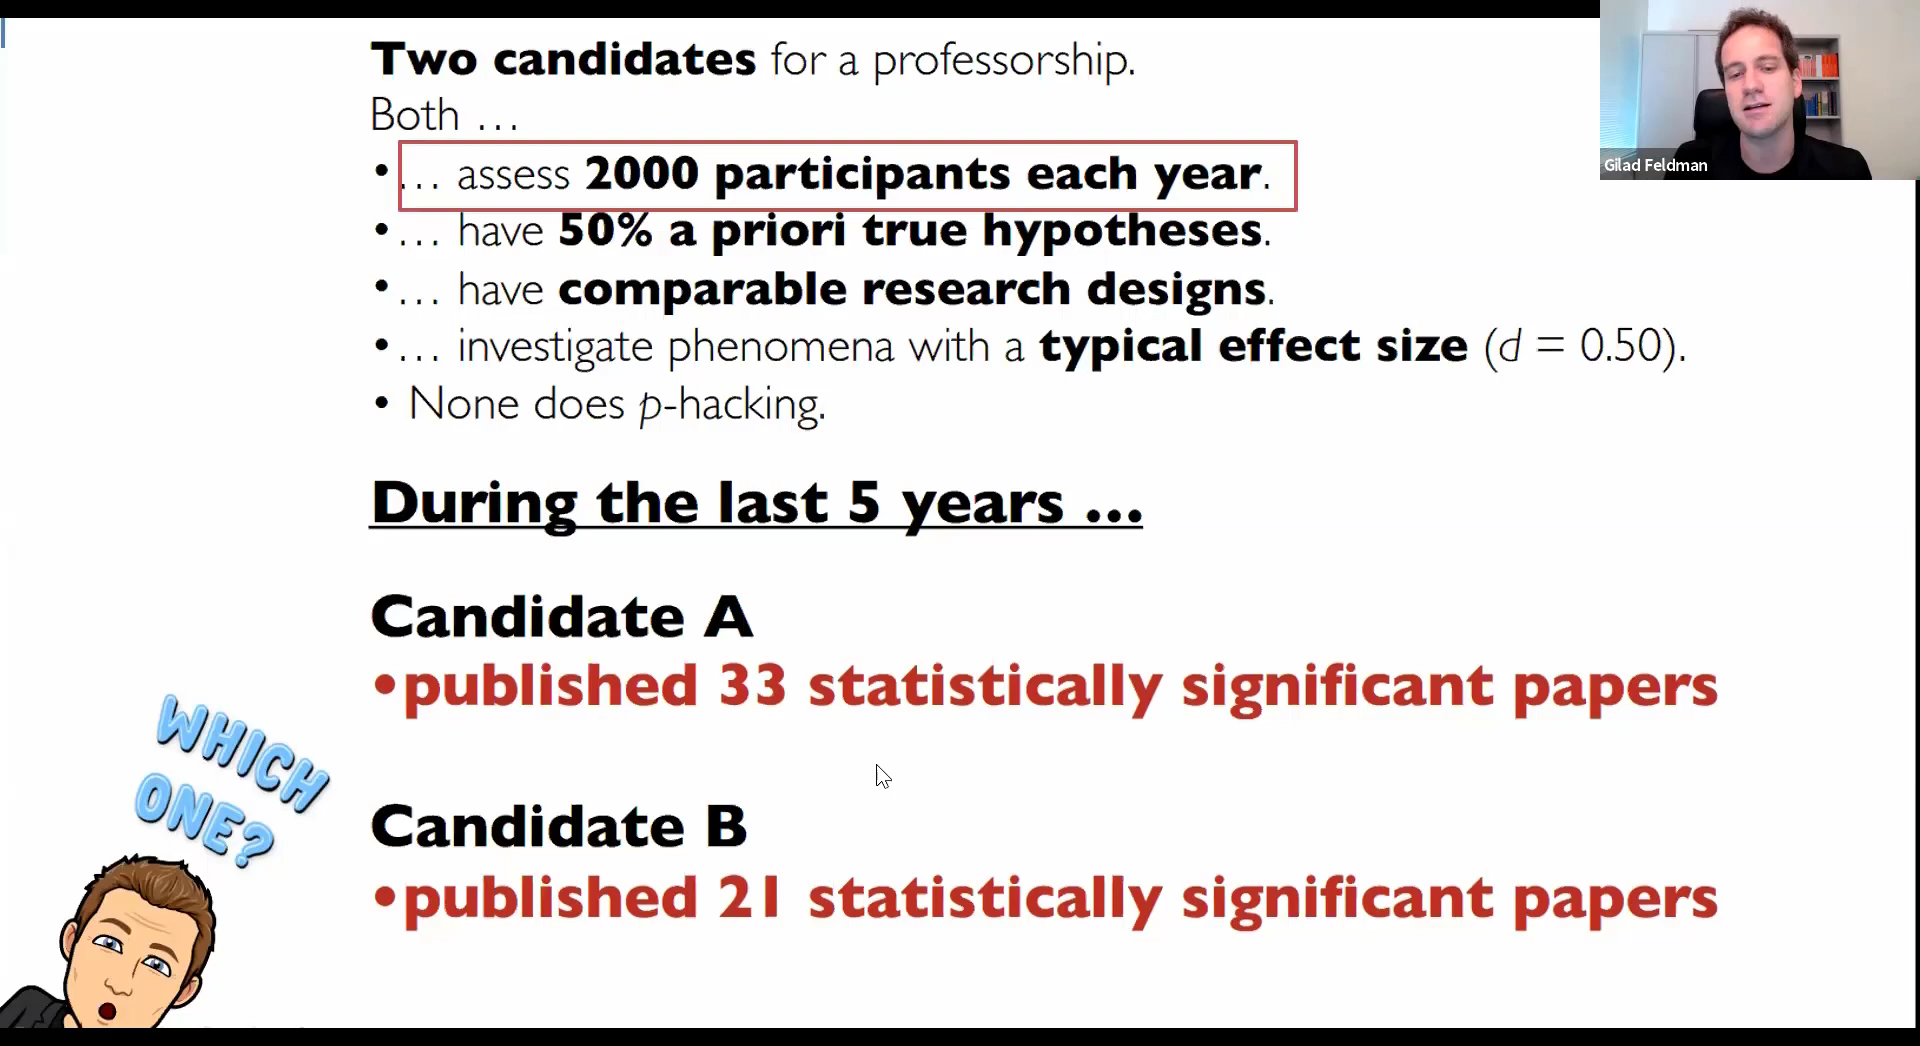 Two candidates for a professorship.
Both …
• … assess 2000 participants each year.
• … have 50% a priori true hypotheses.
• … have comparable research designs.
• … investigate phenomena with a typical effect size (d = 0.50).
• None does p-hacking.
During the last 5 years ...
Candidate A
•published 33 statistically significant papers
Candidate B
•published 21 statistically significant papers
WHICH
ONE?
Gilad Feldman